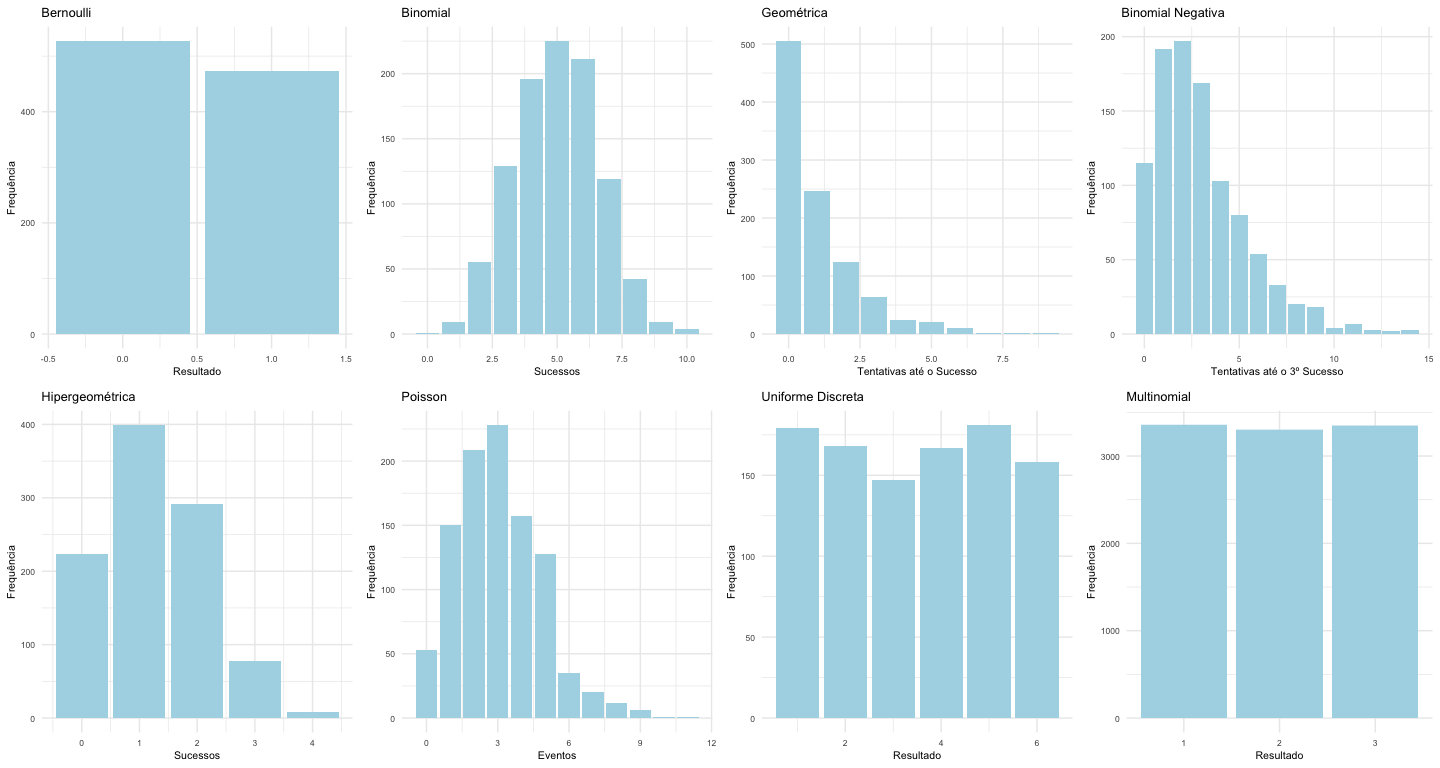 Bernoulli
Frequência
400
200
0
-0.5 0.0 0.5 1.0 1.5
Resultado
Binomial
Frequência
200
150
100
50
0
0.0 2.5 5.0 7.5 10.0
Sucessos
Geométrica
Frequência
500
400
300
200
100
0
0.0 2.5 5.0 7.5
Tentativas até o Sucesso
Binomial Negativa
Frequência
200
150
100
50
0
0 5 10 15
Tentativas até o 3º Sucesso
Hipergeométrica
Frequência
400
300
200
100
0
0 1 2 3 4
Sucessos
Poisson
Frequência
200
150
100
50
0
0 3 6 9 12
Eventos
Uniforme Discreta
Frequência
150
100
50
0
2 4 6
Resultado
Multinomial
Frequência
3000
2000
1000
0
1 2 3
Resultado